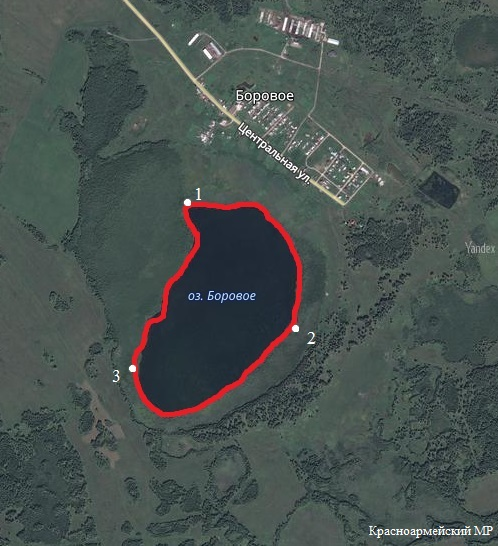 Боровое
Центральная ул.
1
Yandex
оз. Боровое
2
3
Красноармейский МР